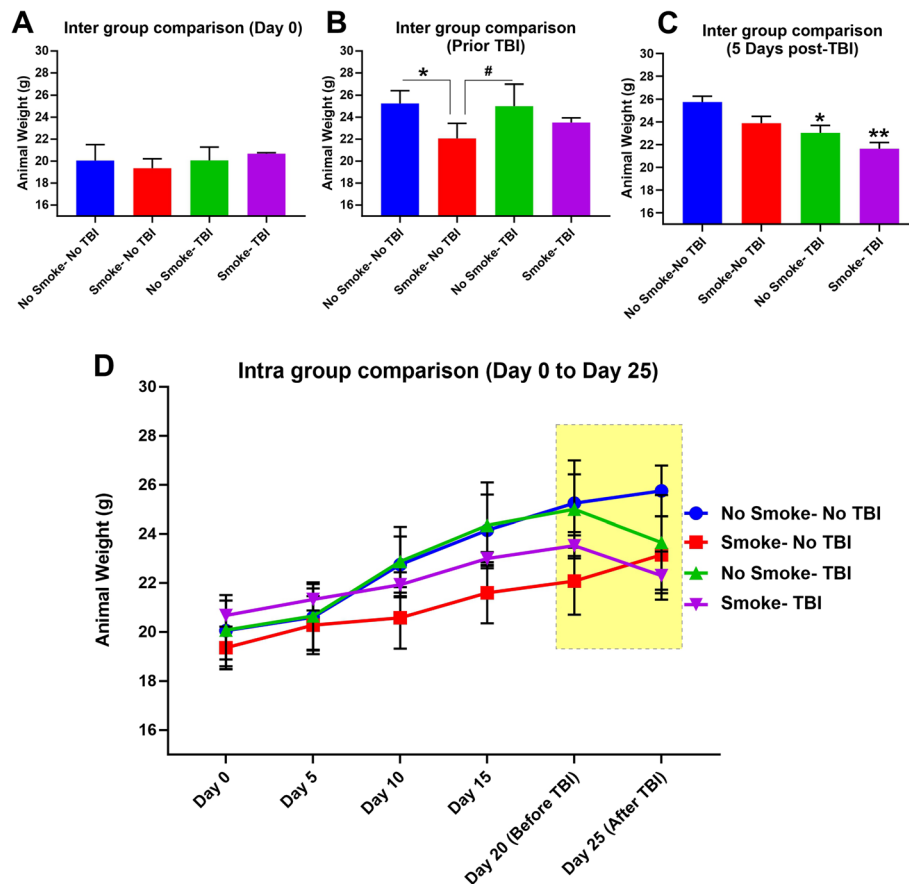 A
Inter group comparison (Day 0)
Animal Weight (g)
30
28
26
24
22
20
18
16
No Smoke- No TBI
Smoke- No TBI
No Smoke- TBI
Smoke- TBI
B
Inter group comparison
(Prior TBI)
Animal Weight (g)
30
28
26
24
22
20
18
16
*
#
No Smoke- No TBI
Smoke- No TBI
No Smoke- TBI
Smoke- TBI
C
Inter group comparison
(5 Days post-TBI)
Animal Weight (g)
30
28
26
24
22
20
18
16
*
**
No Smoke-No TBI
Smoke-No TBI
No Smoke- TBI
Smoke- TBI
D
Intra group comparison (Day 0 to Day 25)
Animal Weight (g)
30
28
26
24
22
20
18
16
Day 0
Day 5
Day 10
Day 15
Day 20 (Before TBI)
Day 25 (After TBI)
No Smoke- No TBI
Smoke- No TBI
No Smoke- TBI
Smoke- TBI